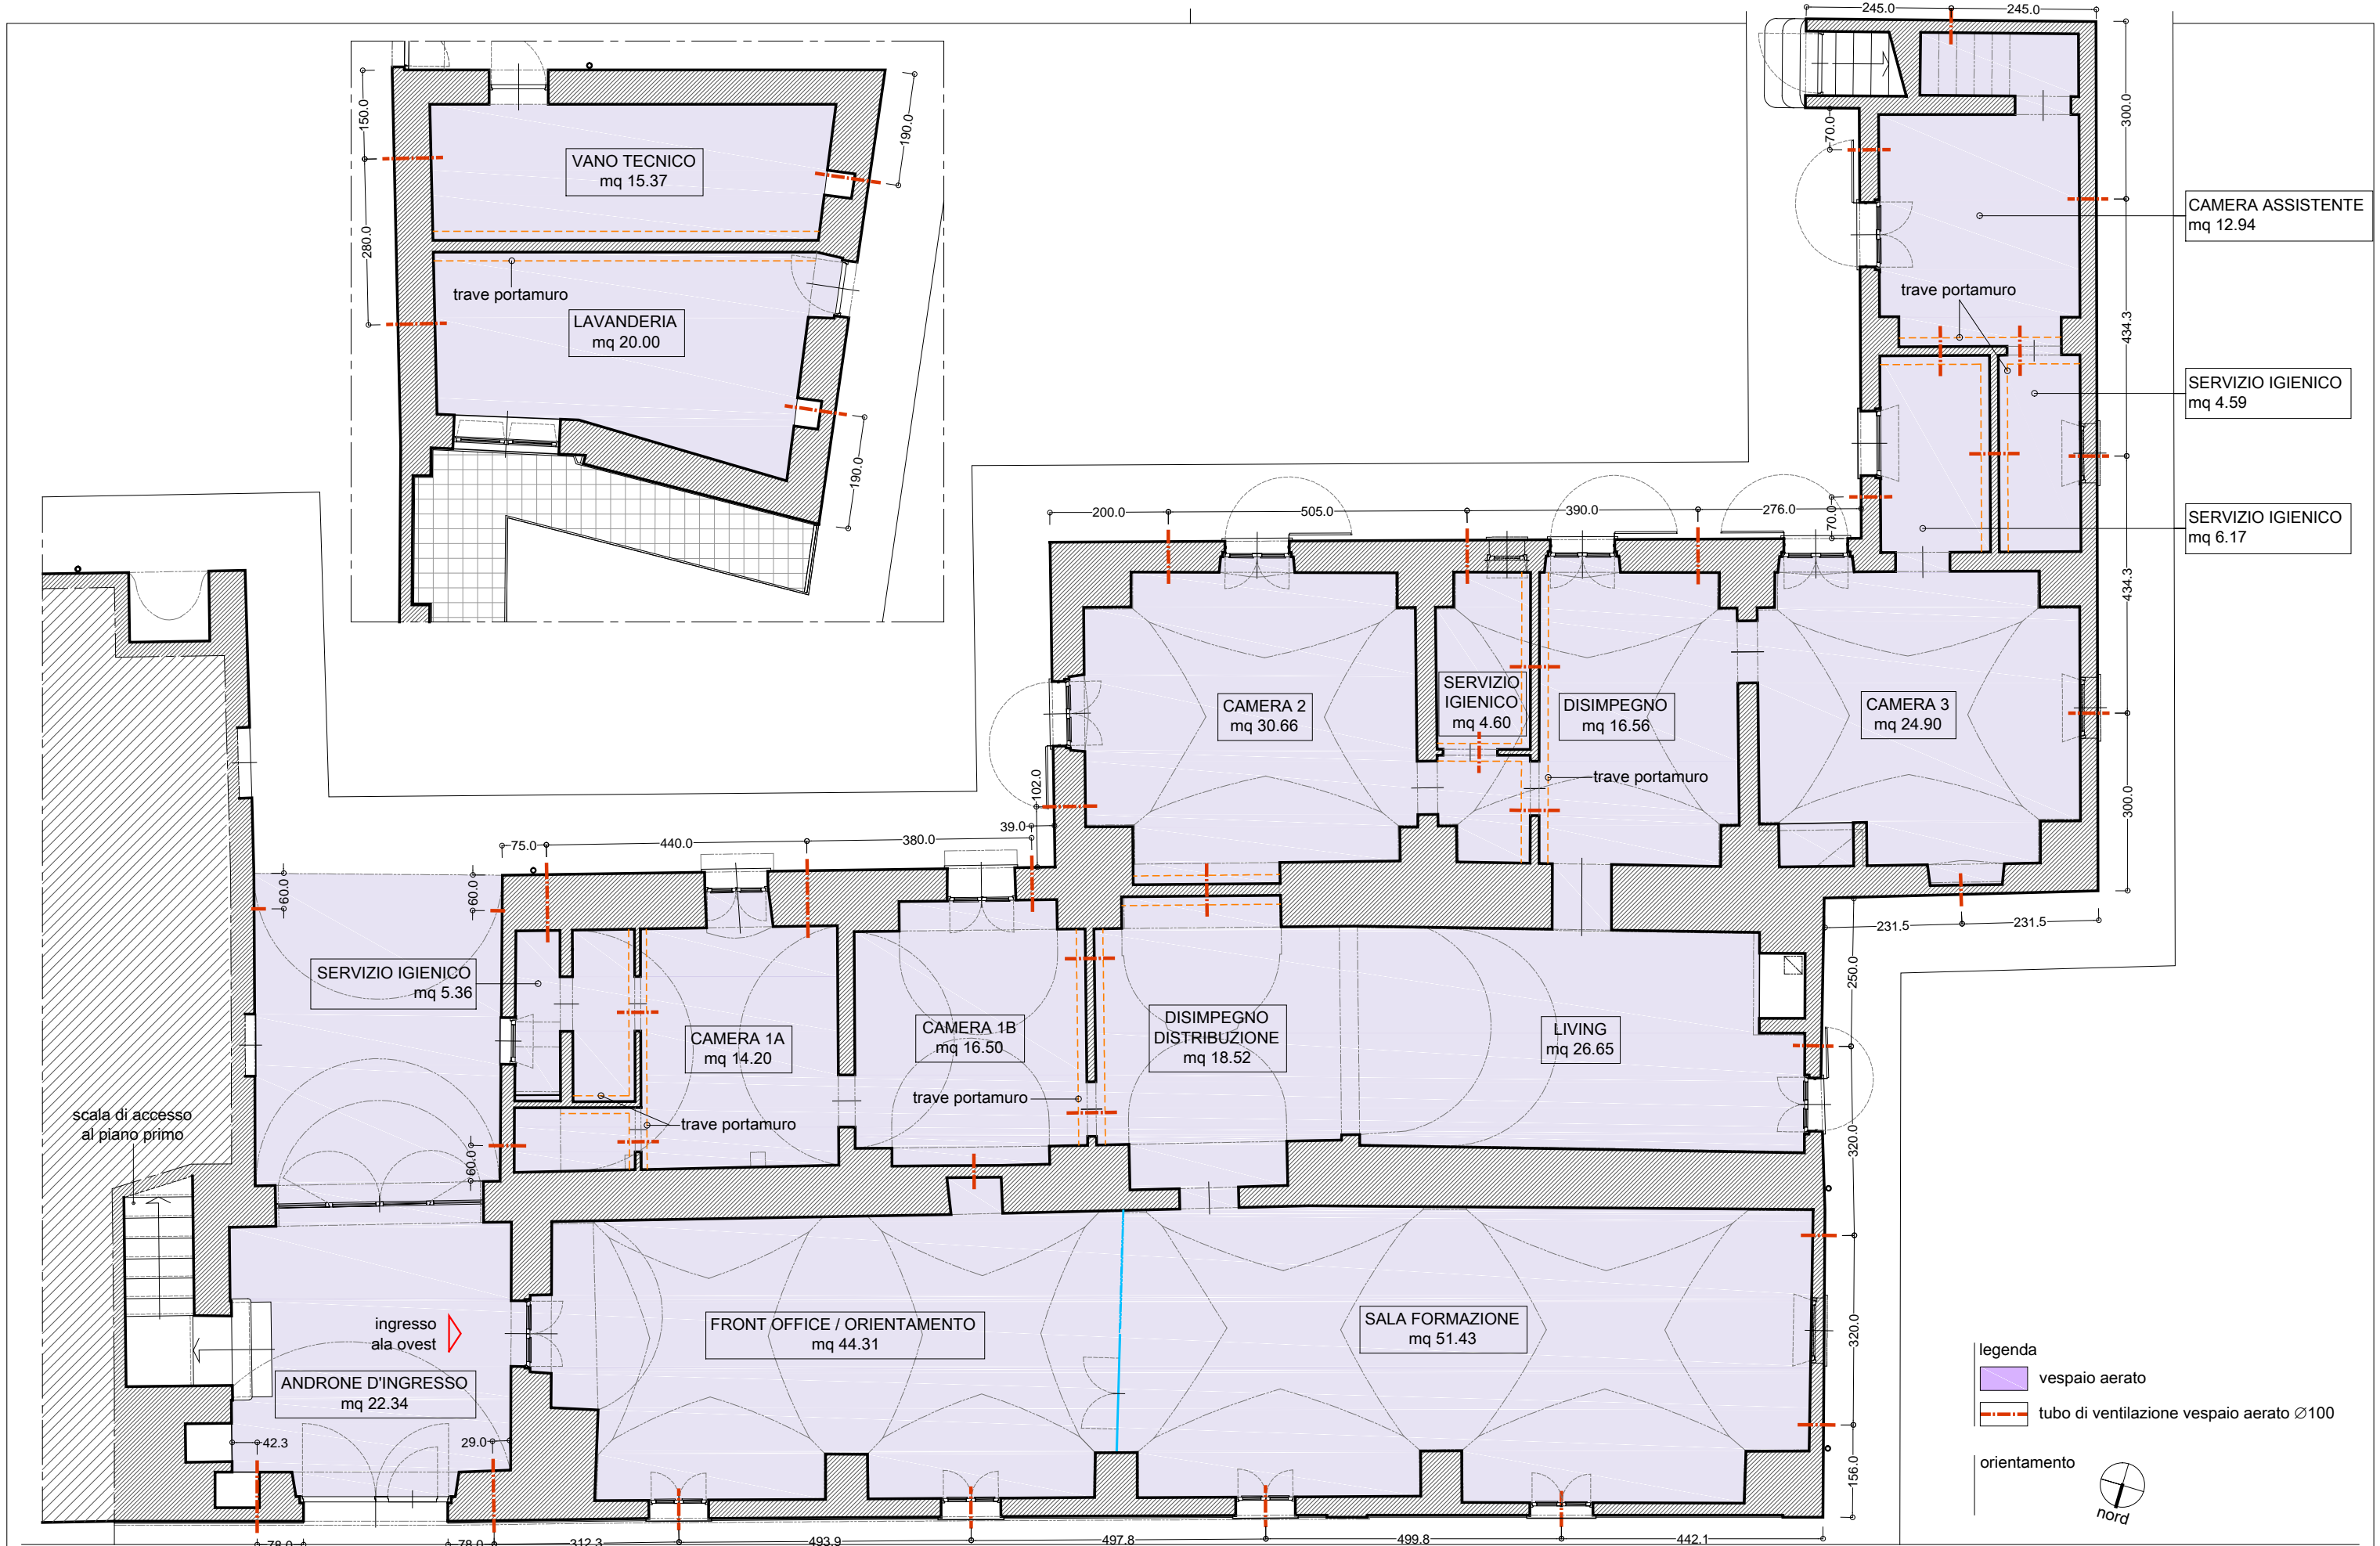 245.0
245.0
150.0
280.0
190.0
190.0
VANO TECNICO
mq 15.37
trave portamuro
LAVANDERIA
mq 20.00
70.0
300.0
CAMERA ASSISTENTE
mq 12.94
trave portamuro
434.3
SERVIZIO IGIENICO
mq 4.59
SERVIZIO IGIENICO
mq 6.17
70.0
200.0
505.0
390.0
276.0
434.3
CAMERA 2
mq 30.66
SERVIZIO
IGIENICO
mq 4.60
DISIMPEGNO
mq 16.56
CAMERA 3
mq 24.90
trave portamuro
102.0
39.0
300.0
75.0
440.0
380.0
60.0
60.0
231.5
231.5
250.0
SERVIZIO IGIENICO
mq 5.36
CAMERA 1A
mq 14.20
CAMERA 1B
mq 16.50
DISIMPEGNO
DISTRIBUZIONE
mq 18.52
LIVING
mq 26.65
trave portamuro
trave portamuro
scala di accesso
al piano primo
60.0
320.0
ingresso
ala ovest
FRONT OFFICE / ORIENTAMENTO
mq 44.31
SALA FORMAZIONE
mq 51.43
320.0
ANDRONE D'INGRESSO
mq 22.34
42.3
29.0
156.0
legenda
vespaio aerato
tubo di ventilazione vespaio aerato ∅100
orientamento
nord
78.0
78.0
312.3
493.9
497.8
499.8
442.1